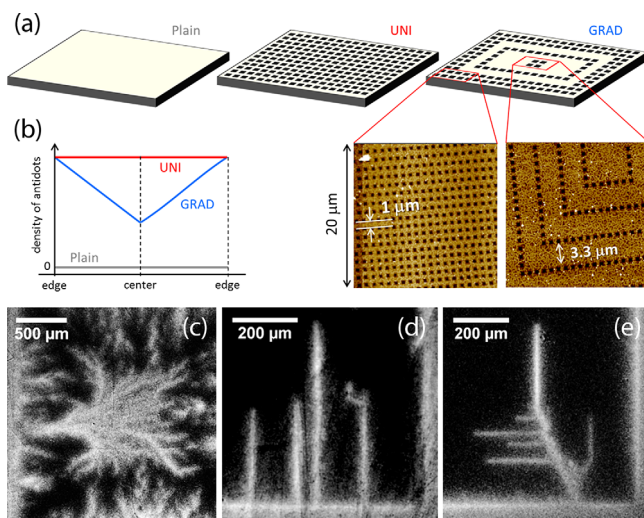 (a)
Plain
UNI
GRAD
(b)
density of antidots
UNI
GRAD
Plain
0
edge
center
edge
20 µm
1 µm
3.3 µm
500 µm
(c)
200 µm
(d)
200 µm
(e)